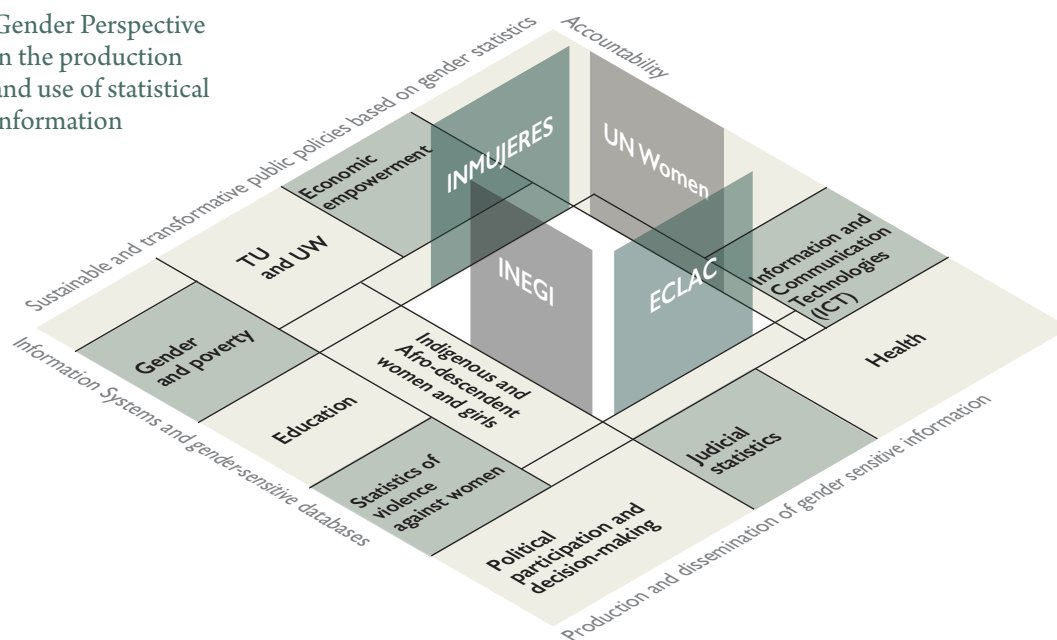 Gender Perspective
in the production
and use of statistical
information
Sustainable and transformative public policies based on gender statistics
Accountability
INMUJERES
UN Women
Economic
empowerment
TU
and UW
INEGI
ECLAC
Information and
Communication
Technologies
(ICT)
Gender
and poverty
Indigenous and
Afro-descendent
women and girls
Health
Education
Judicial
statistics
Statistics of
violence
against women
Political
participation and
decision-making
Information Systems and gender-sensitive databases
Production and dissemination of gender sensitive information